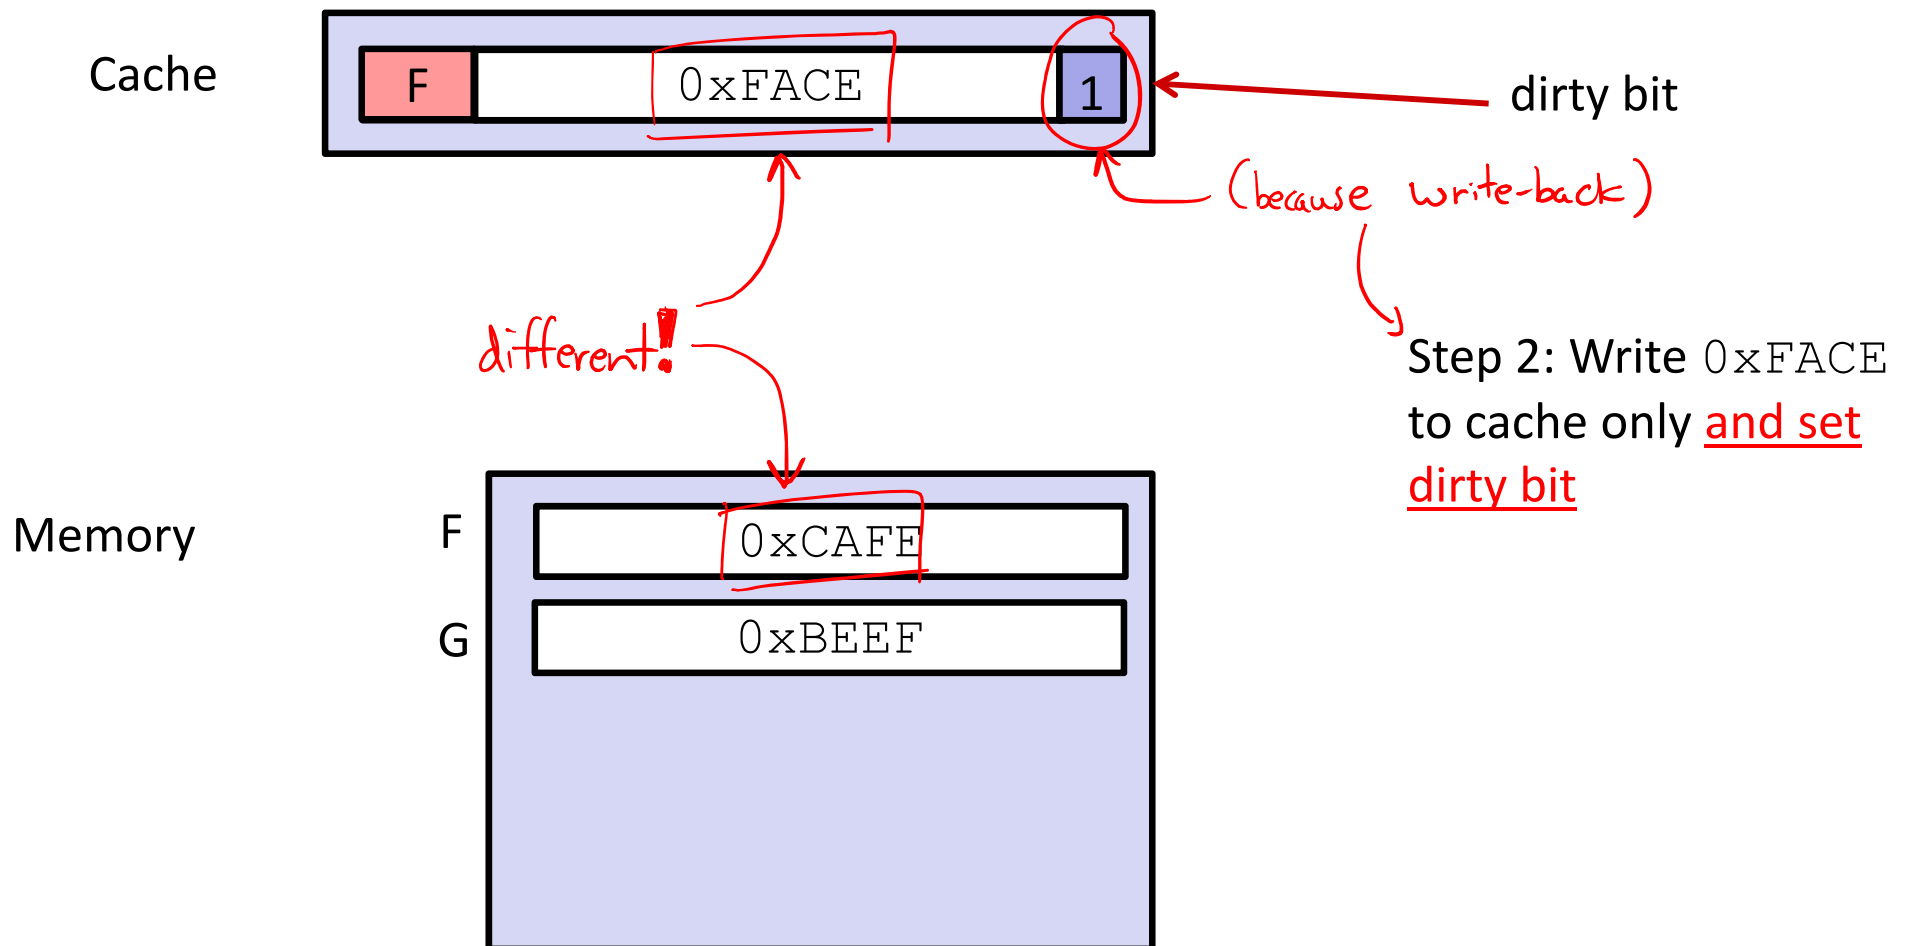 Cache
F
0xFACE
1
dirty bit
(because write-back)
different!
Step 2: Write 0xFACE
to cache only and set
dirty bit
Memory
F
0xCAFE
G
0xBEEF